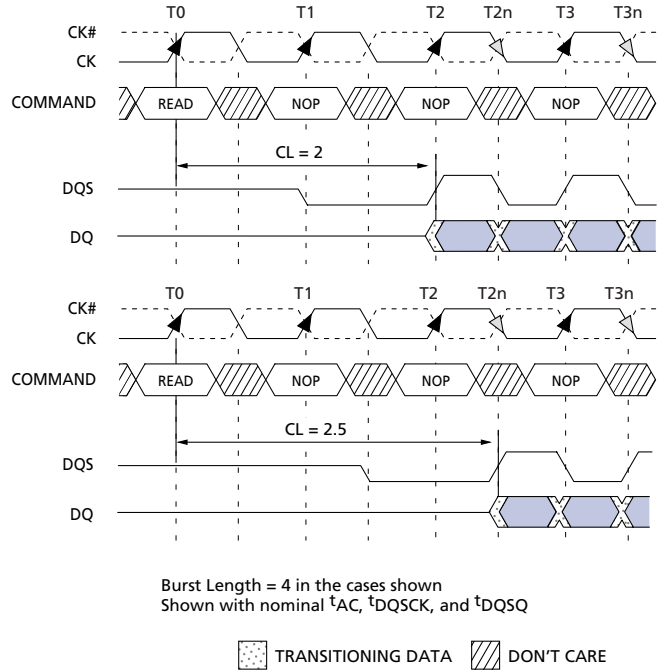 T0 T1 T2 T2n T3 T3n
CK#
CK
COMMAND READ NOP NOP NOP
CL = 2
DQS
DQ
T0 T1 T2 T2n T3 T3n
CK#
CK
COMMAND READ NOP NOP NOP
CL = 2.5
DQS
DQ
Burst Length = 4 in the cases shown
Shown with nominal tAC, tDQSCK, and tDQSQ
TRANSITIONING DATA DON'T CARE